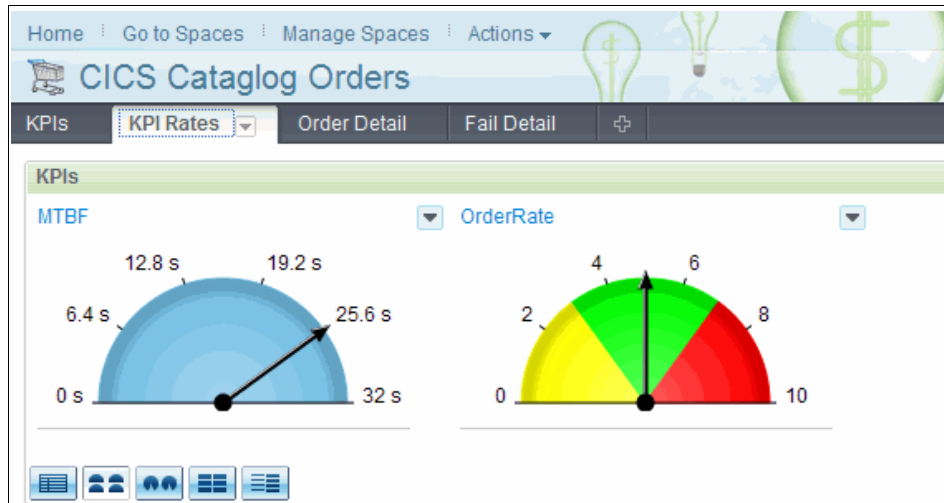 Home Go to Spaces Manage Spaces Actions
CICS Cataglog Orders
KPIs KPI Rates Order Detail Fail Detail
KPIs
MTBF OrderRate
12.8 s 19.2 s 4 6
6.4 s 25.6 s 2 8
0 s 32 s 0 10